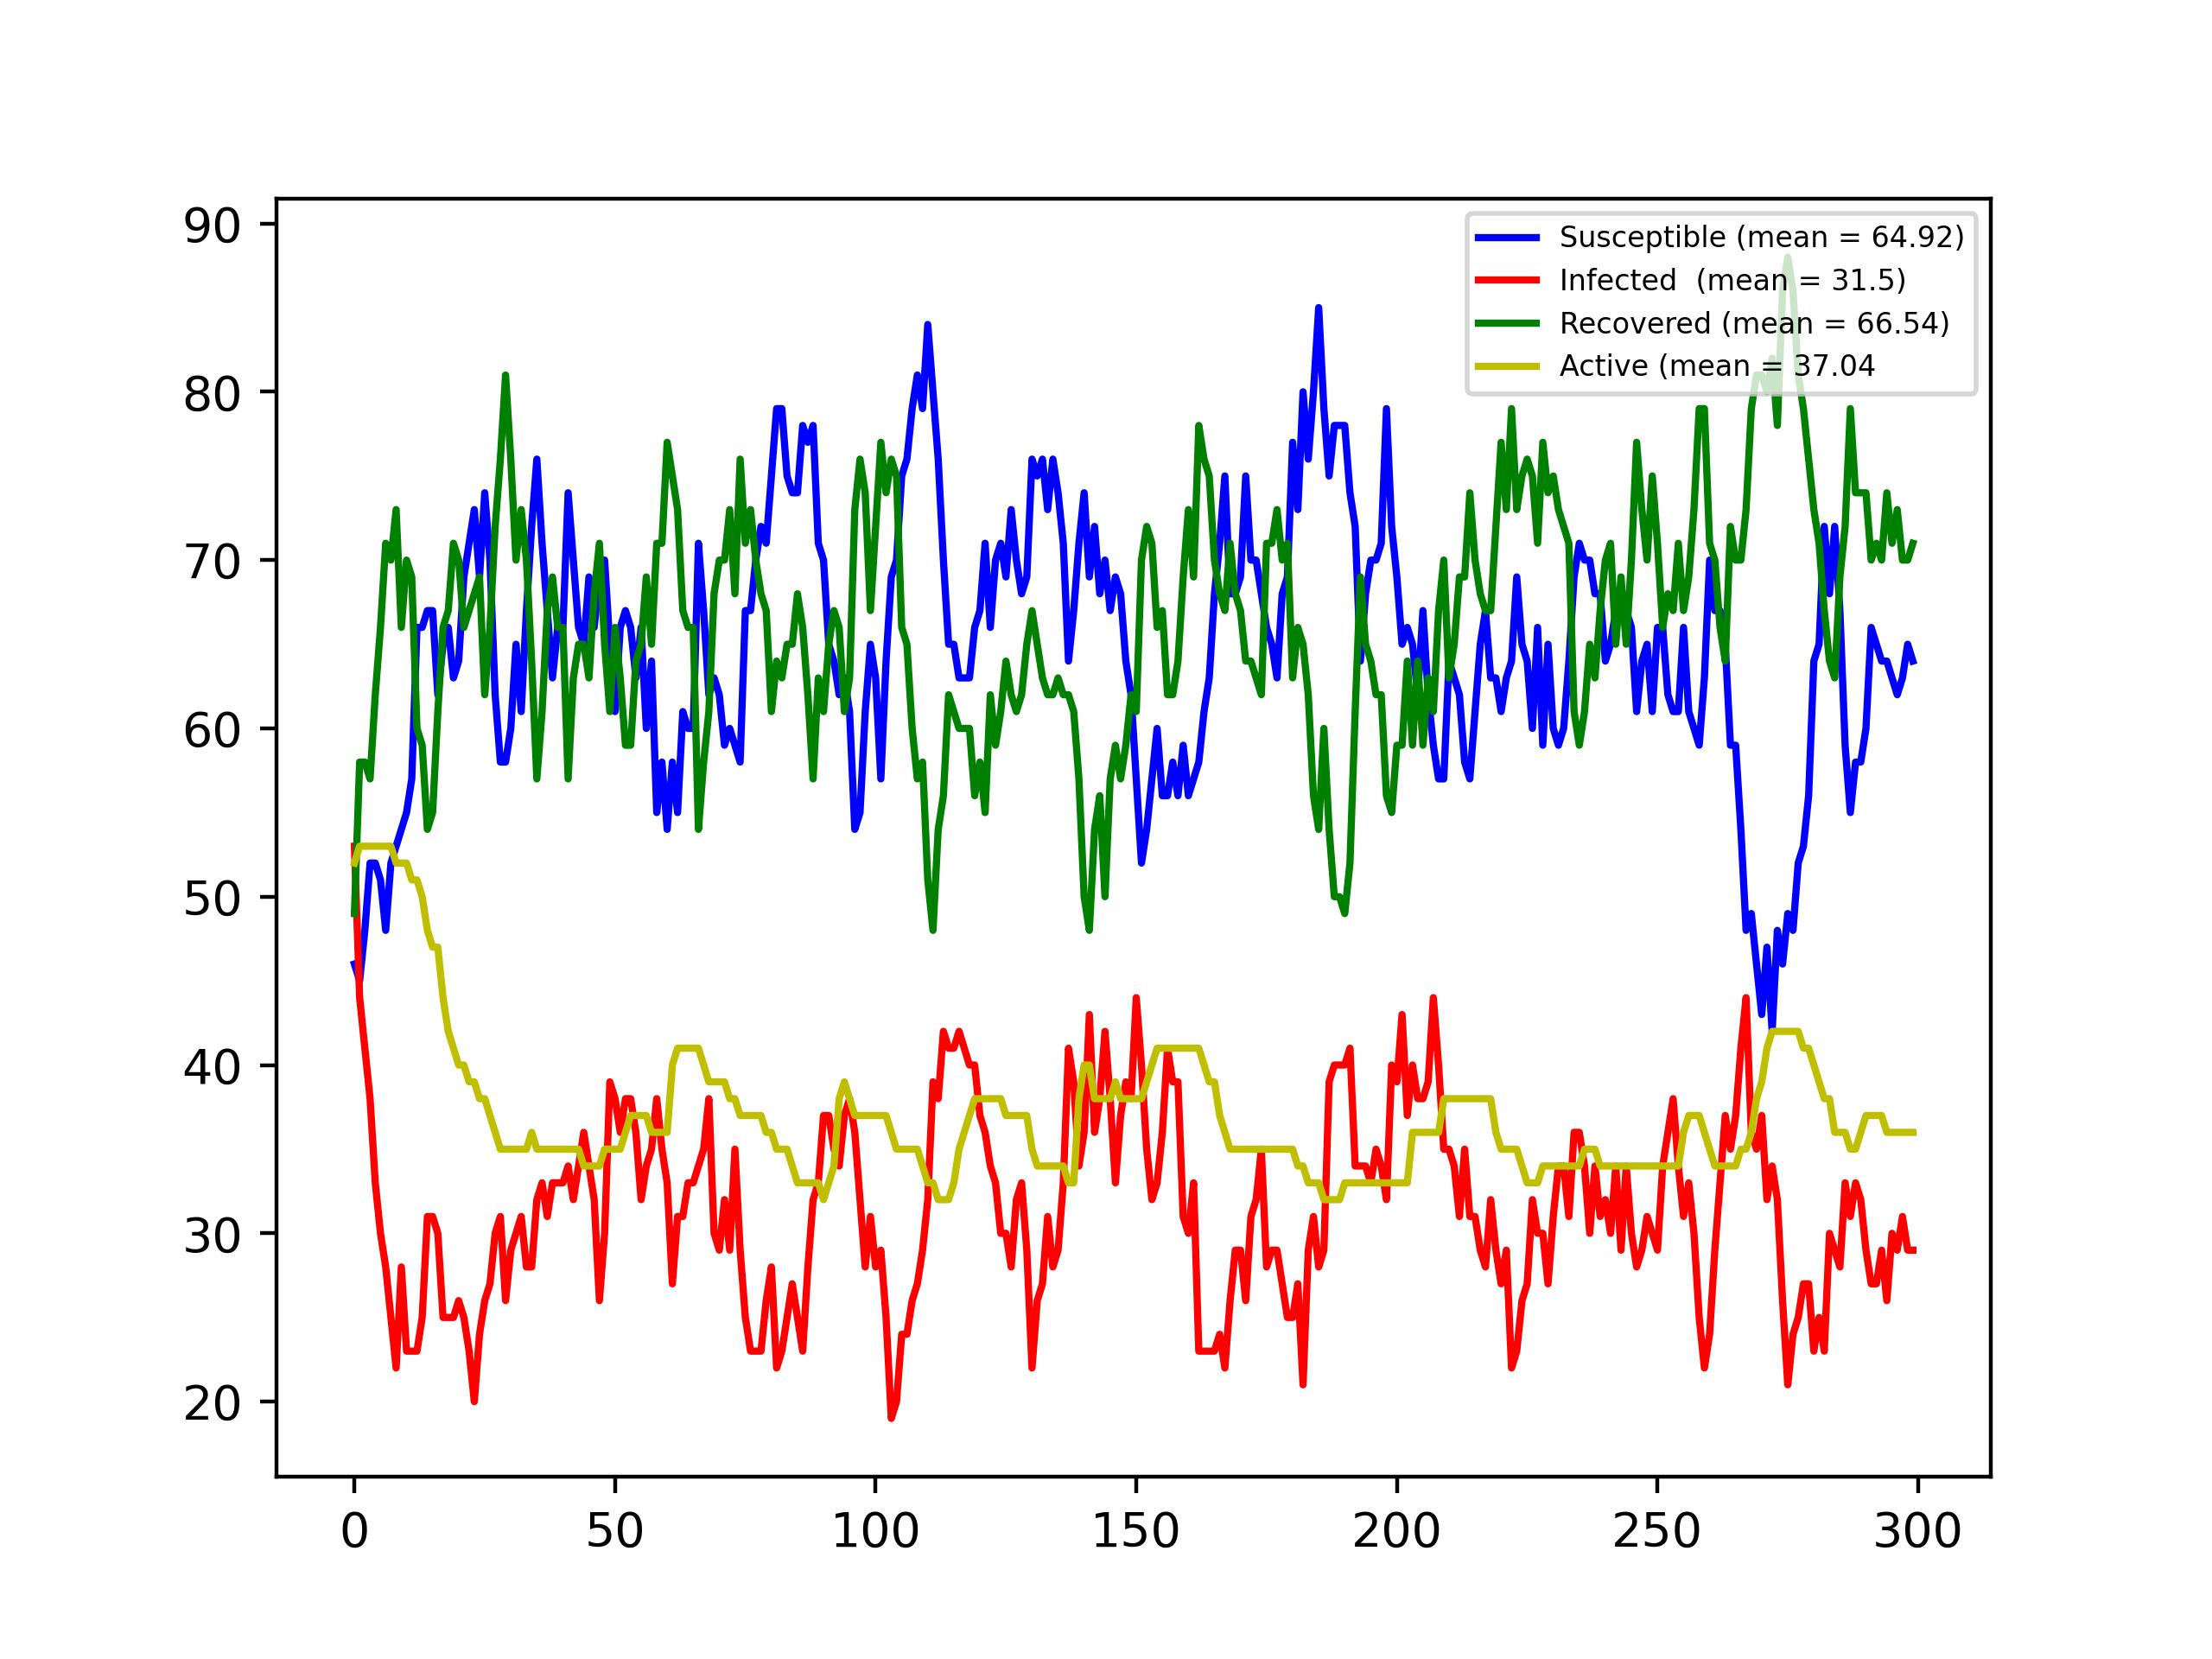 90
80
70
60
50
40
30
20
0 50 100 150 200 250 300
Susceptible (mean = 64.92)
Infected  (mean = 31.5)
Recovered (mean = 66.54)
Active (mean = 37.04